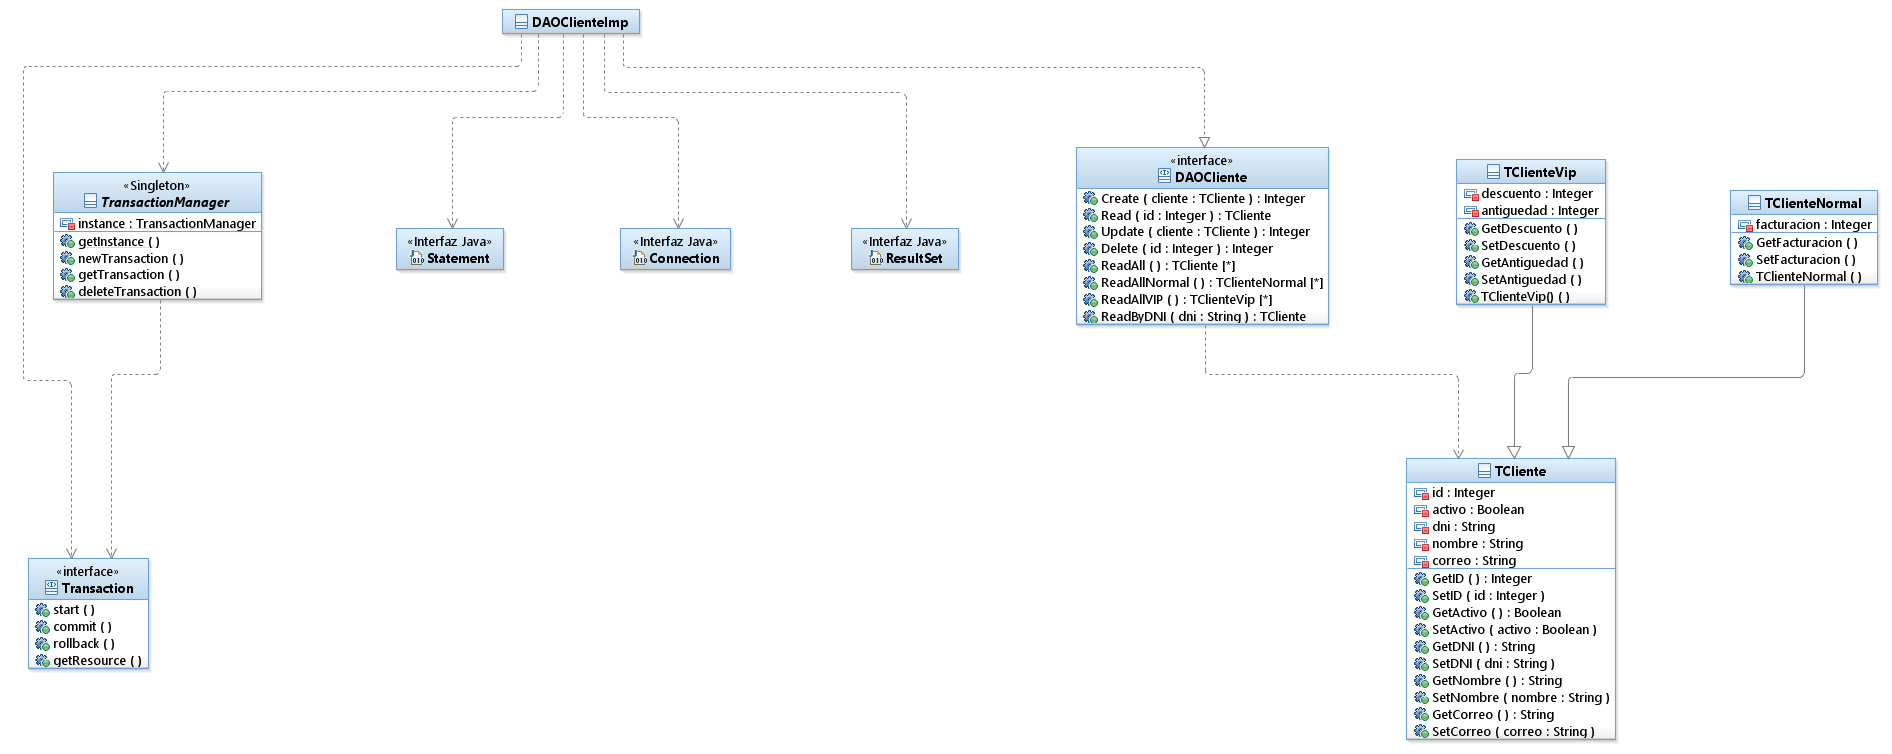 DAOClienteImp
«Singleton»
TransactionManager
instance : TransactionManager
getInstance ( )
newTransaction ( )
getTransaction ( )
deleteTransaction ( )
«Interfaz Java»
Statement
«Interfaz Java»
Connection
«Interfaz Java»
ResultSet
«interface»
DAOCliente
Create ( cliente : TCliente ) : Integer
Read ( id : Integer ) : TCliente
Update ( cliente : TCliente ) : Integer
Delete ( id : Integer ) : Integer
ReadAll ( ) : TCliente [*]
ReadAllNormal ( ) : TClienteNormal [*]
ReadAllVIP ( ) : TClienteVip [*]
ReadByDNI ( dni : String ) : TCliente
TClienteVip
descuento : Integer
antiguedad : Integer
GetDescuento ( )
SetDescuento ( )
GetAntiguedad ( )
SetAntiguedad ( )
TClienteVip() ( )
TClienteNormal
facturacion : Integer
GetFacturacion ( )
SetFacturacion ( )
TClienteNormal ( )
«interface»
Transaction
start ( )
commit ( )
rollback ( )
getResource ( )
TCliente
id : Integer
activo : Boolean
dni : String
nombre : String
correo : String
GetID ( ) : Integer
SetID ( id : Integer )
GetActivo ( ) : Boolean
SetActivo ( activo : Boolean )
GetDNI ( ) : String
SetDNI ( dni : String )
GetNombre ( ) : String
SetNombre ( nombre : String )
GetCorreo ( ) : String
SetCorreo ( correo : String )